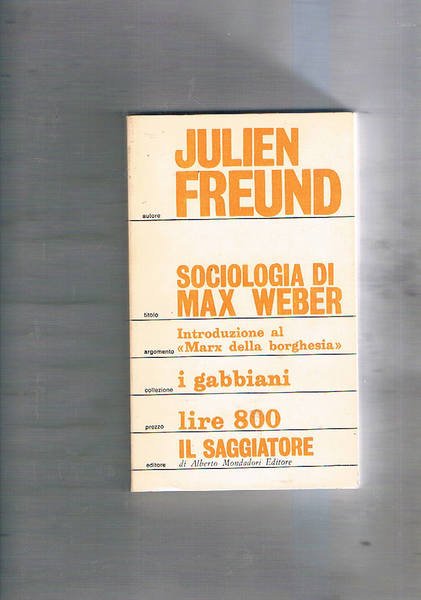 JULIEN
FREUND
autore
SOCIOLOGIA DI
MAX WEBER
titolo
Introduzione al
«Marx della borghesia»
argomento
i gabbiani
collezione
lire 800
prezzo
IL SAGGIATORE
di Alberto Mondadori Editore
editore